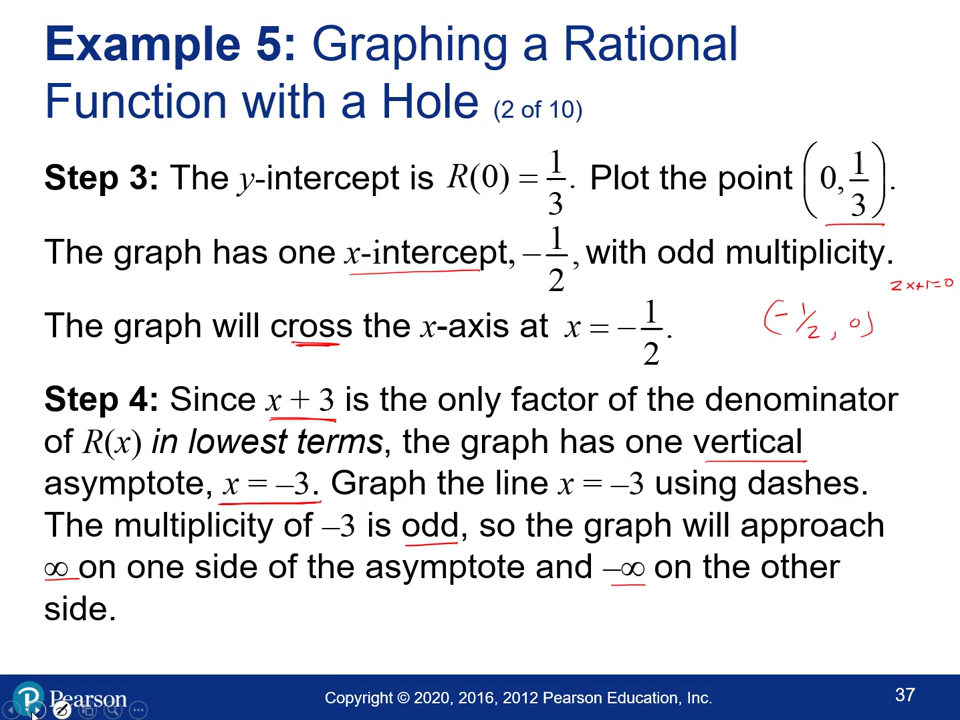 Example 5: Graphing a Rational
Function with a Hole (2 of 10)
Step 3: The y-intercept is R(0) = 1/3. Plot the point (0, 1/3).
The graph has one x-intercept, –1/2, with odd multiplicity.
2x+1=0
The graph will cross the x-axis at x = –1/2.
(-1/2, 0)
Step 4: Since x + 3 is the only factor of the denominator
of R(x) in lowest terms, the graph has one vertical
asymptote, x = –3. Graph the line x = –3 using dashes.
The multiplicity of –3 is odd, so the graph will approach
∞ on one side of the asymptote and –∞ on the other
side.
Pearson
Copyright © 2020, 2016, 2012 Pearson Education, Inc.
37